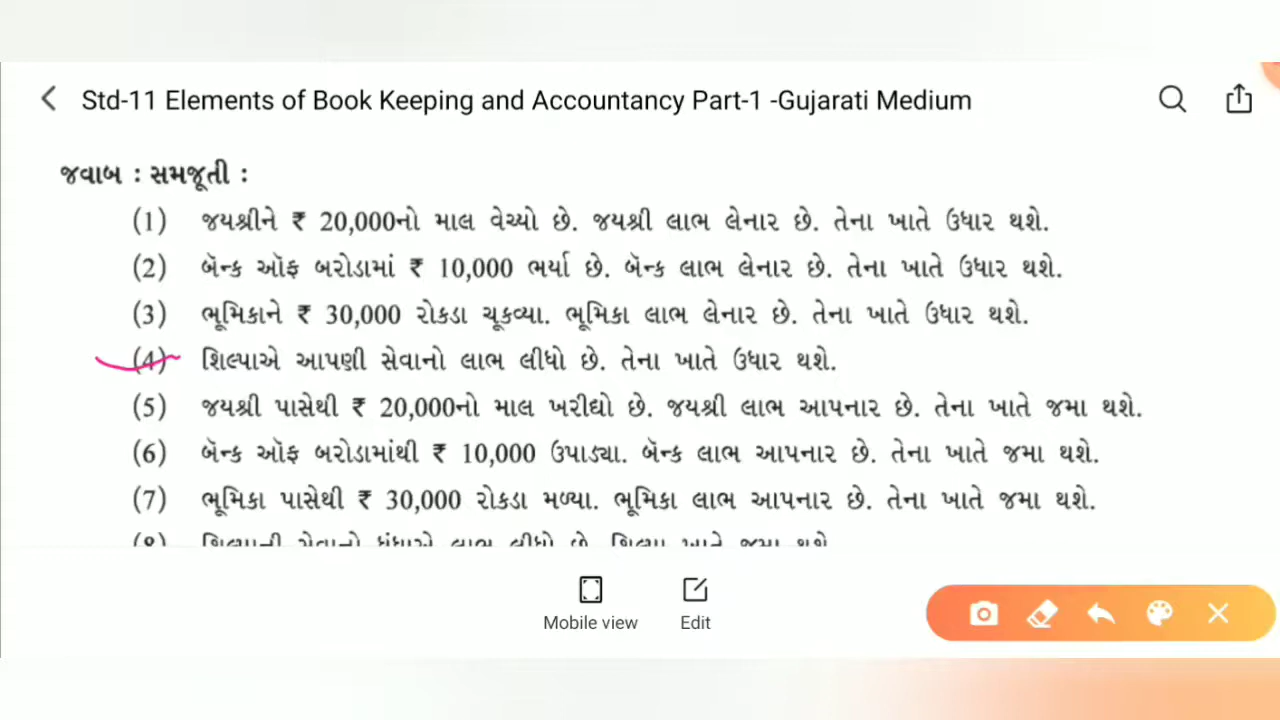 Std-11 Elements of Book Keeping and Accountancy Part-1 -Gujarati Medium
જવાબ : સમજૂતી :
(1) જયશ્રીને ₹ 20,000નો માલ વેચ્યો છે. જયશ્રી લાભ લેનાર છે. તેના ખાતે ઉધાર થશે.
(2) બૅન્ક ઑફ બરોડામાં ₹ 10,000 ભર્યા છે. બૅન્ક લાભ લેનાર છે. તેના ખાતે ઉધાર થશે.
(3) ભૂમિકાને ₹ 30,000 રોકડા ચૂકવ્યા. ભૂમિકા લાભ લેનાર છે. તેના ખાતે ઉધાર થશે.
(4) શિલ્પાએ આપણી સેવાનો લાભ લીધો છે. તેના ખાતે ઉધાર થશે.
(5) જયશ્રી પાસેથી ₹ 20,000નો માલ ખરીદ્યો છે. જયશ્રી લાભ આપનાર છે. તેના ખાતે જમા થશે.
(6) બૅન્ક ઑફ બરોડામાંથી ₹ 10,000 ઉપાડ્યા. બૅન્ક લાભ આપનાર છે. તેના ખાતે જમા થશે.
(7) ભૂમિકા પાસેથી ₹ 30,000 રોકડા મળ્યા. ભૂમિકા લાભ આપનાર છે. તેના ખાતે જમા થશે.
(8) શિલ્પાની સેવાનો ધંધાએ લાભ લીધો છે. શિલ્પા ખાતે જમા થશે
Mobile view
Edit